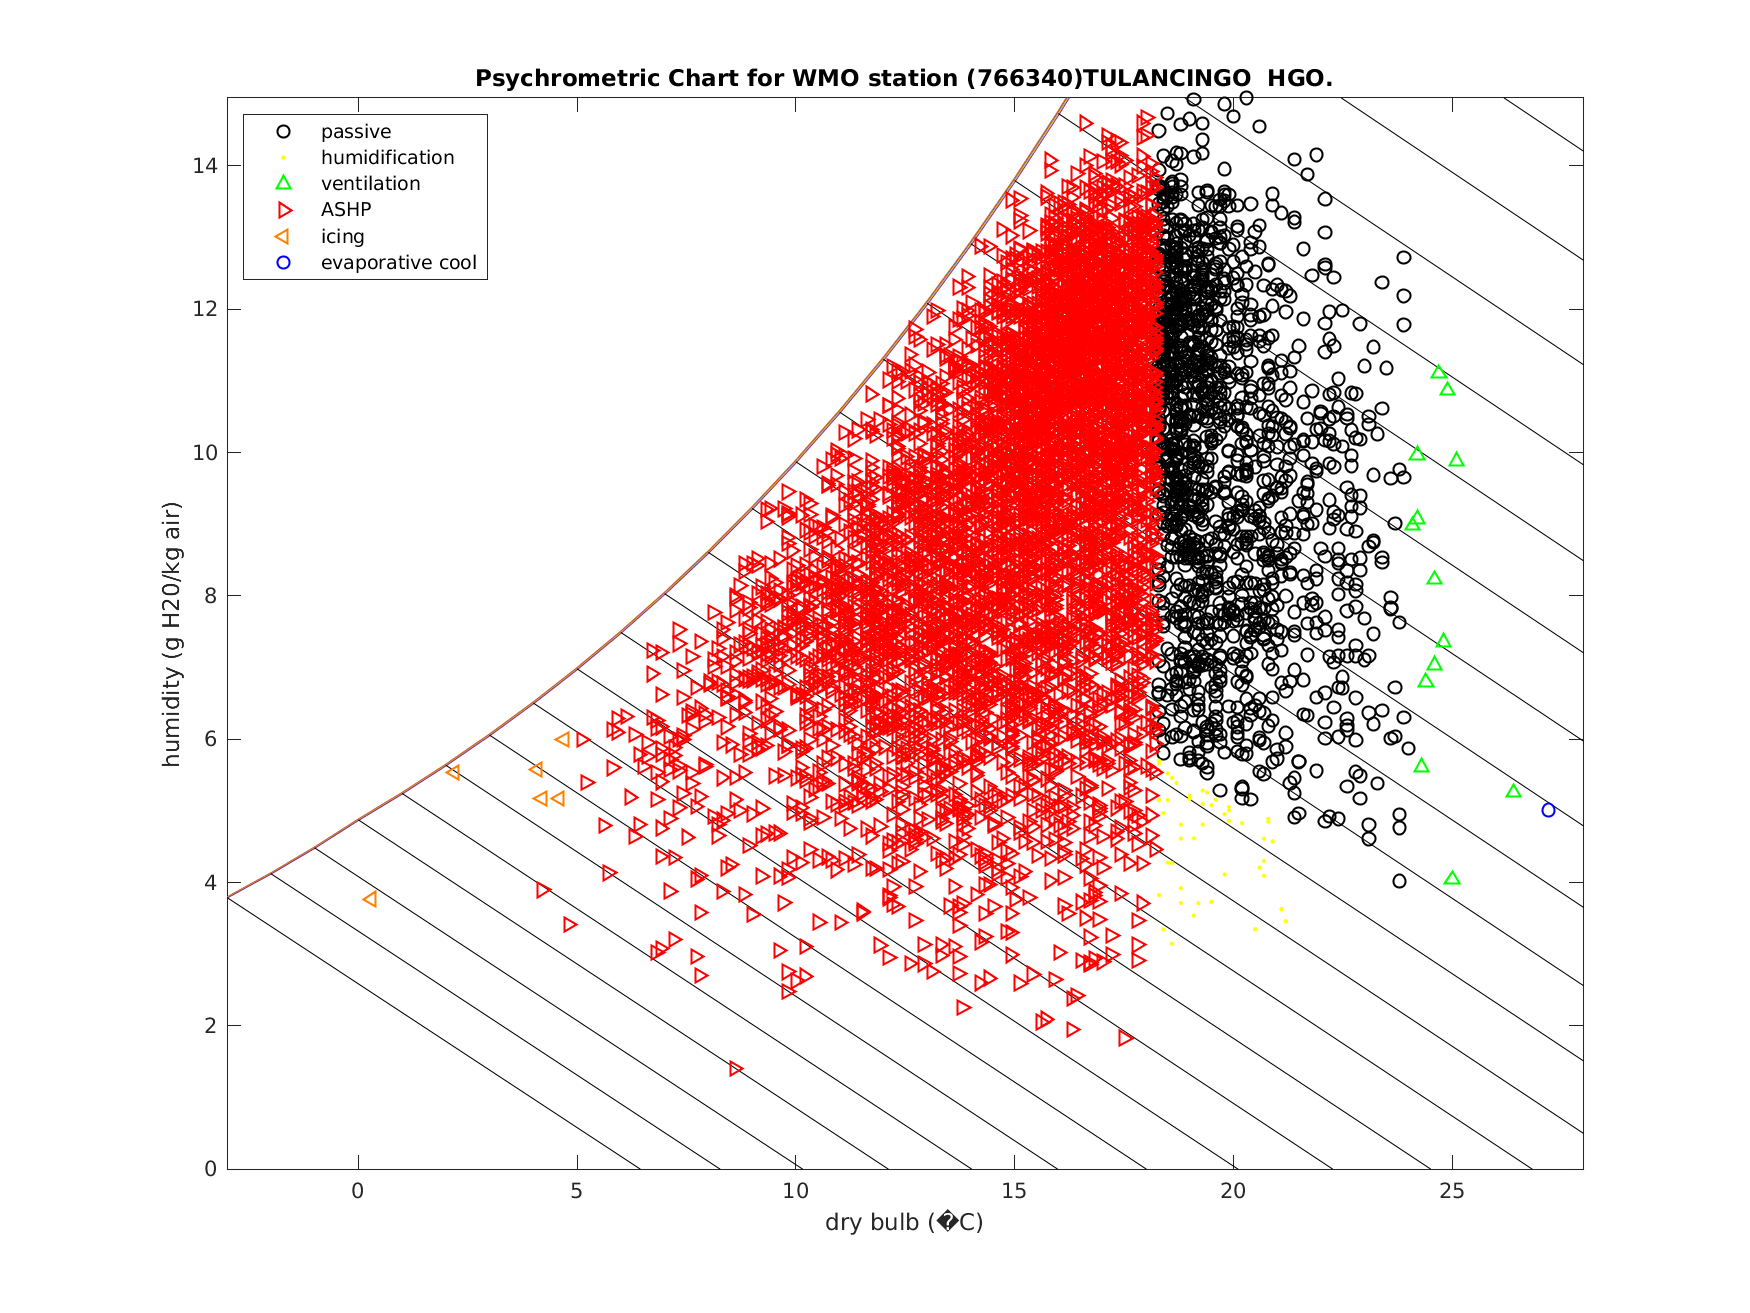 Psychrometric Chart for WMO station (766340)TULANCINGO  HGO.
passive
humidification
ventilation
ASHP
icing
evaporative cool
humidity (g H20/kg air)
14
12
10
8
6
4
2
0
0 5 10 15 20 25
dry bulb (�C)